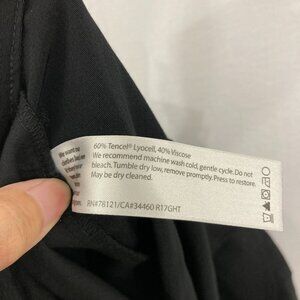 60% Tencel® Lyocell, 40% Viscose
We recommend machine wash cold, gentle cycle. Do not
bleach. Tumble dry low, remove promptly. Press to restore.
May be dry cleaned.
RN#78121/CA#34460 R17GHT